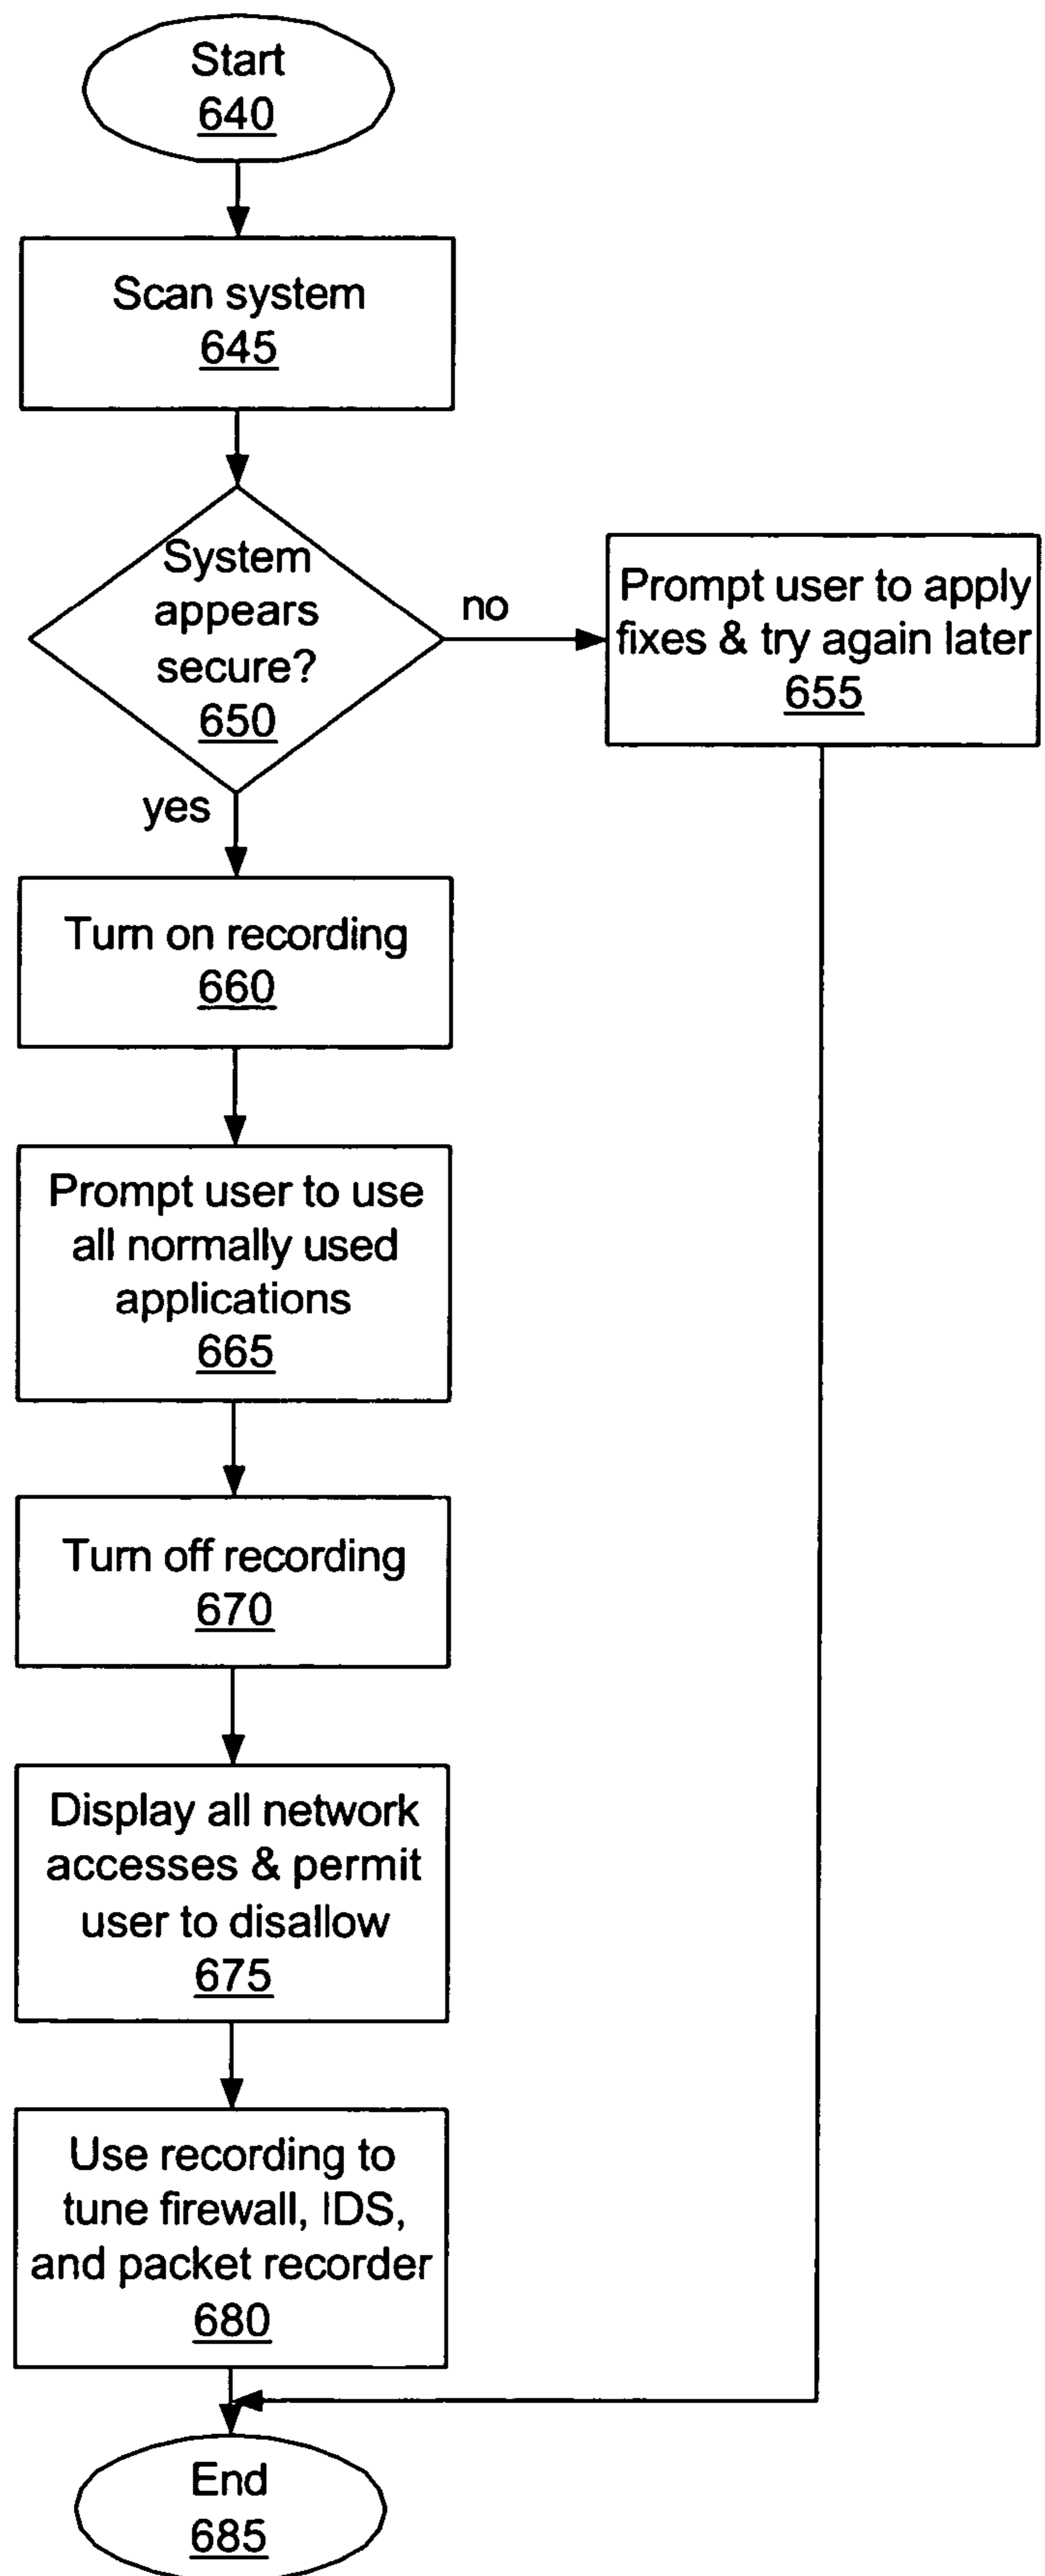 Start
640
Scan system
645
System
appears
secure?
650
no
Prompt user to apply
fixes & try again later
655
yes
Turn on recording
660
Prompt user to use
all normally used
applications
665
Turn off recording
670
Display all network
accesses & permit
user to disallow
675
Use recording to
tune firewall, IDS,
and packet recorder
680
End
685